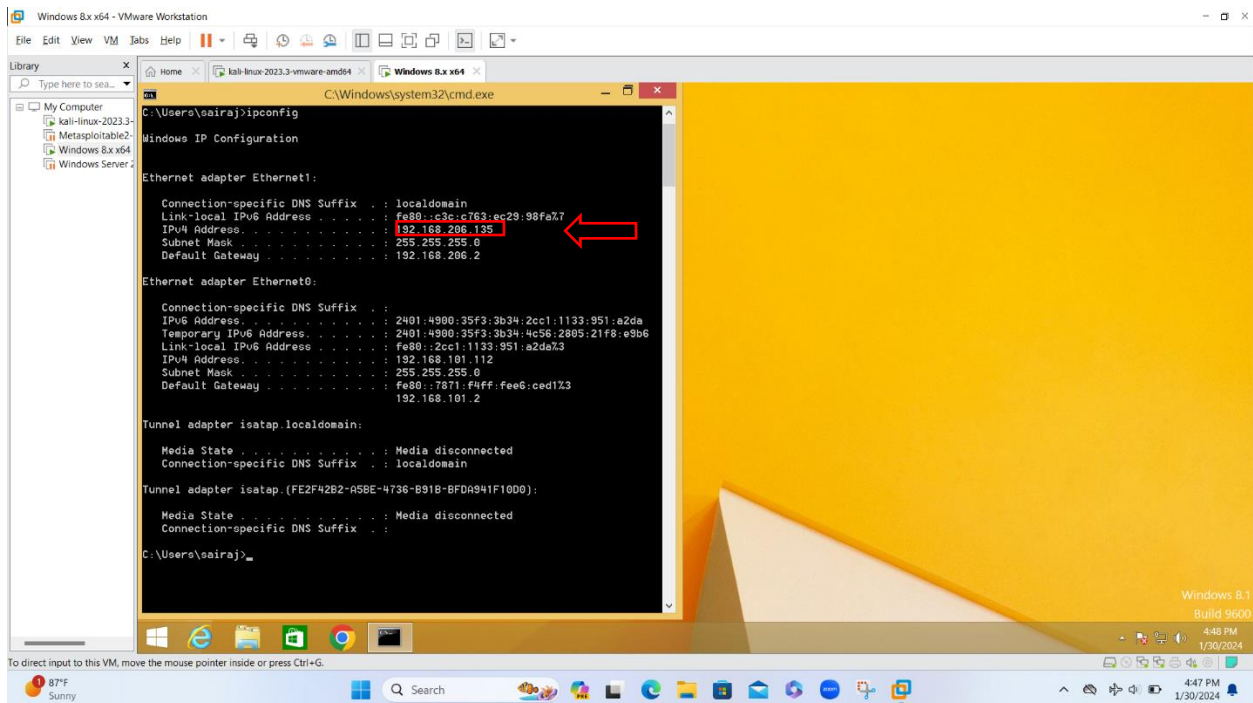 Windows 8.x x64 - VMware Workstation
File Edit View VM Tabs Help
Library
Type here to sea...
My Computer
kali-linux-2023.3-
Metasploitable2-
Windows 8.x x64
Windows Server 2
Home
kali-linux-2023.3-vmware-amd64
Windows 8.x x64
C:\Windows\system32\cmd.exe
C:\Users\sairaj>ipconfig
Windows IP Configuration
Ethernet adapter Ethernet1:
Connection-specific DNS Suffix . : localdomain
Link-local IPv6 Address . . . . . : fe80::c3c:c763:ec29:98fa%7
IPv4 Address. . . . . . . . . . . : 192.168.206.135
Subnet Mask . . . . . . . . . . . : 255.255.255.0
Default Gateway . . . . . . . . . : 192.168.206.2
Ethernet adapter Ethernet0:
Connection-specific DNS Suffix . :
IPv6 Address. . . . . . . . . . . : 2401:4900:35f3:3b34:2cc1:1133:951:a2da
Temporary IPv6 Address. . . . . . : 2401:4900:35f3:3b34:4c56:2805:21f8:e9b6
Link-local IPv6 Address . . . . . : fe80::2cc1:1133:951:a2da%3
IPv4 Address. . . . . . . . . . . : 192.168.101.112
Subnet Mask . . . . . . . . . . . : 255.255.255.0
Default Gateway . . . . . . . . . : fe80::7871:f4ff:fee6:ced1%3
192.168.101.2
Tunnel adapter isatap.localdomain:
Media State . . . . . . . . . . . : Media disconnected
Connection-specific DNS Suffix . : localdomain
Tunnel adapter isatap.{FE2F42B2-A5BE-4736-B91B-BFDA941F10D0}:
Media State . . . . . . . . . . . : Media disconnected
Connection-specific DNS Suffix . :
C:\Users\sairaj>_
Windows 8.1
Build 9600
4:48 PM
1/30/2024
To direct input to this VM, move the mouse pointer inside or press Ctrl+G.
1
87°F
Sunny
Search
zoom
4:47 PM
1/30/2024